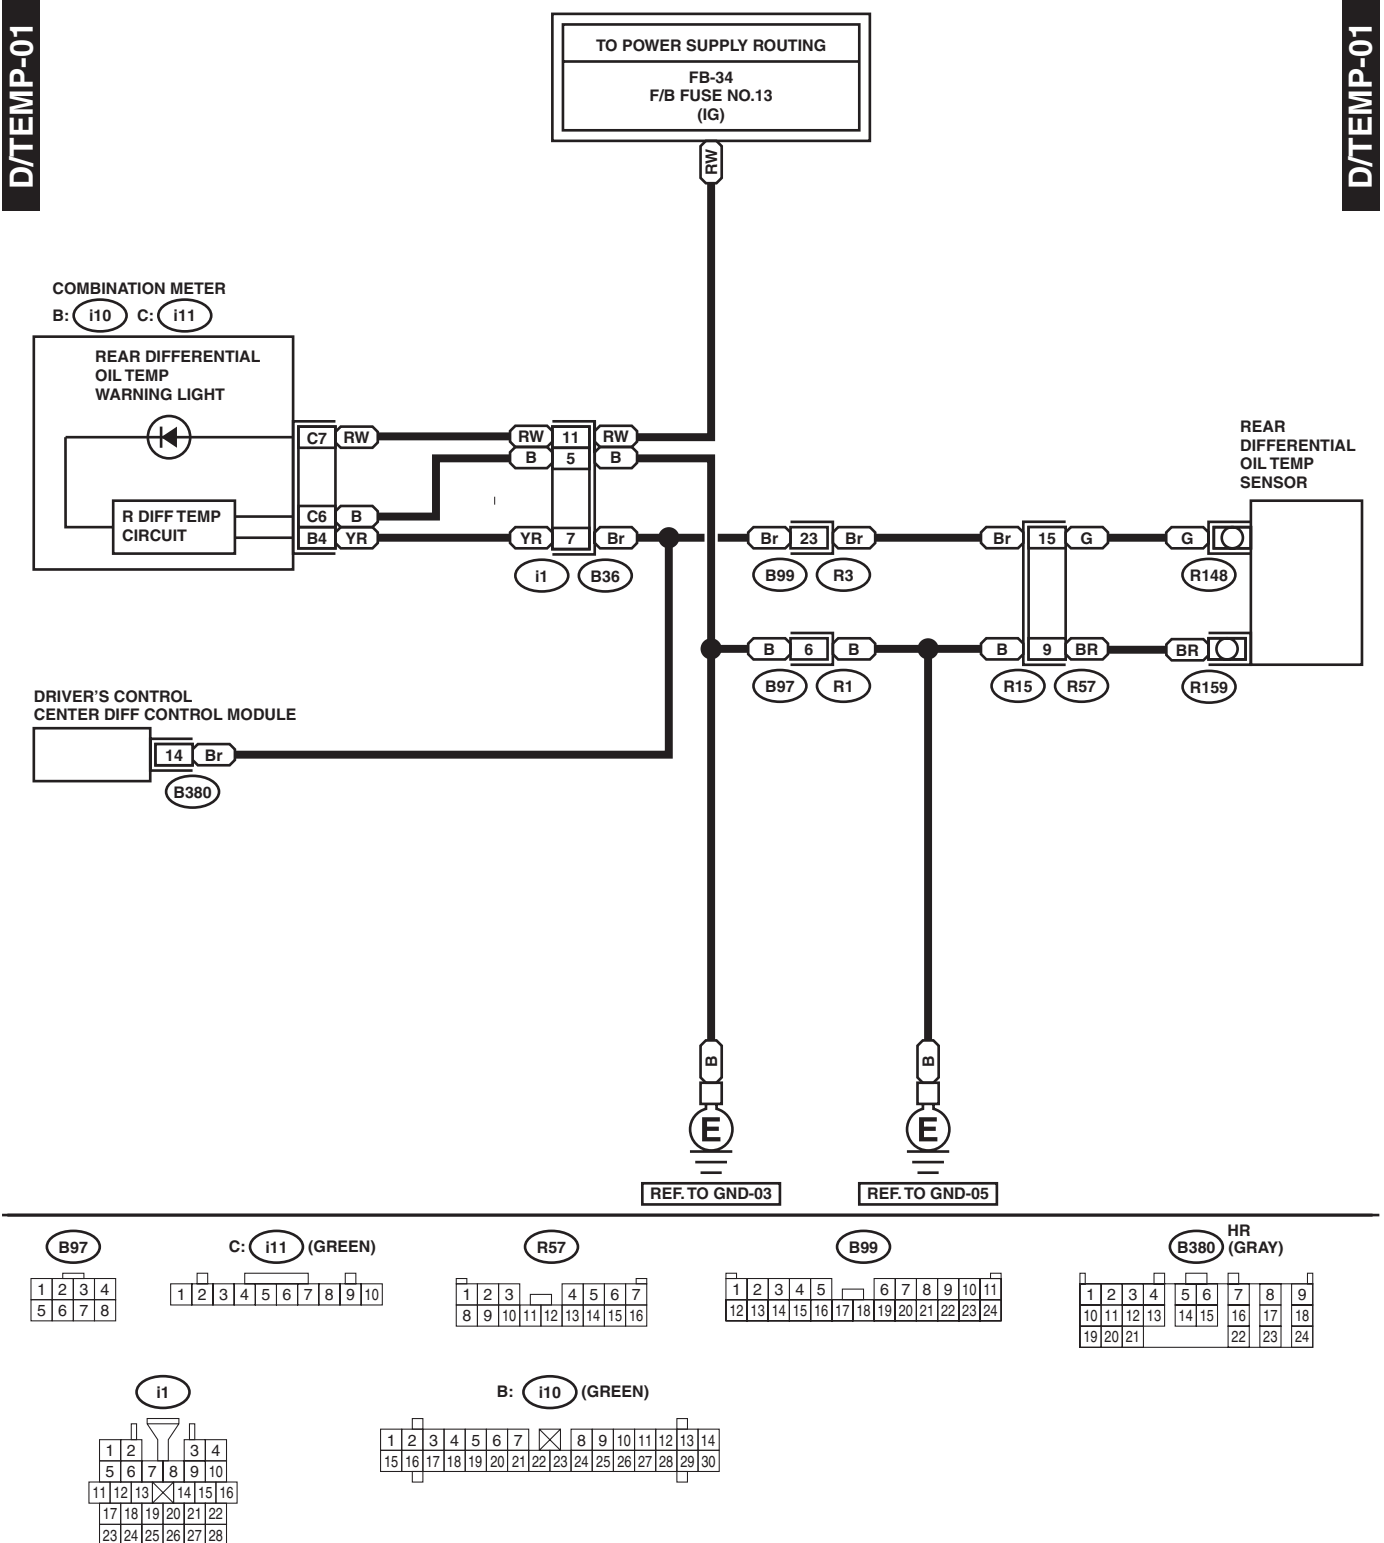 D/TEMP-01
D/TEMP-01
TO POWER SUPPLY ROUTING
FB-34
F/B FUSE NO.13
(IG)
RW
COMBINATION METER
B: i10 C: i11
REAR DIFFERENTIAL
OIL TEMP
WARNING LIGHT
C7 RW RW 11 RW
B 5 B
R DIFF TEMP
CIRCUIT
C6 B
B4 YR YR 7 Br Br 23 Br Br 15 G G
i1 B36 B99 R3 R148
REAR
DIFFERENTIAL
OIL TEMP
SENSOR
B 6 B B 9 BR BR
B97 R1 R15 R57 R159
DRIVER'S CONTROL
CENTER DIFF CONTROL MODULE
14 Br
B380
B B
E E
REF. TO GND-03 REF. TO GND-05
B97
1 2 3 4
5 6 7 8
C: i11 (GREEN)
1 2 3 4 5 6 7 8 9 10
R57
1 2 3 4 5 6 7
8 9 10 11 12 13 14 15 16
B99
1 2 3 4 5 6 7 8 9 10 11
12 13 14 15 16 17 18 19 20 21 22 23 24
HR
B380 (GRAY)
1 2 3 4 5 6 7 8 9
10 11 12 13 14 15 16 17 18
19 20 21 22 23 24
i1
1 2 3 4
5 6 7 8 9 10
11 12 13 14 15 16
17 18 19 20 21 22
23 24 25 26 27 28
B: i10 (GREEN)
1 2 3 4 5 6 7 8 9 10 11 12 13 14
15 16 17 18 19 20 21 22 23 24 25 26 27 28 29 30